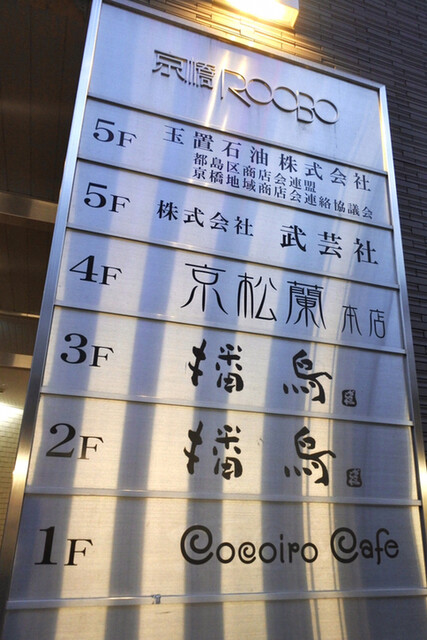 京橋ROOBO
5F 玉置石油株式会社
都島区商店会連盟
京橋地域商店会連絡協議会
5F 株式会社 武芸社
4F 京松蘭 本店
3F 播鳥
2F 播鳥
1F Cocoiro Cafe